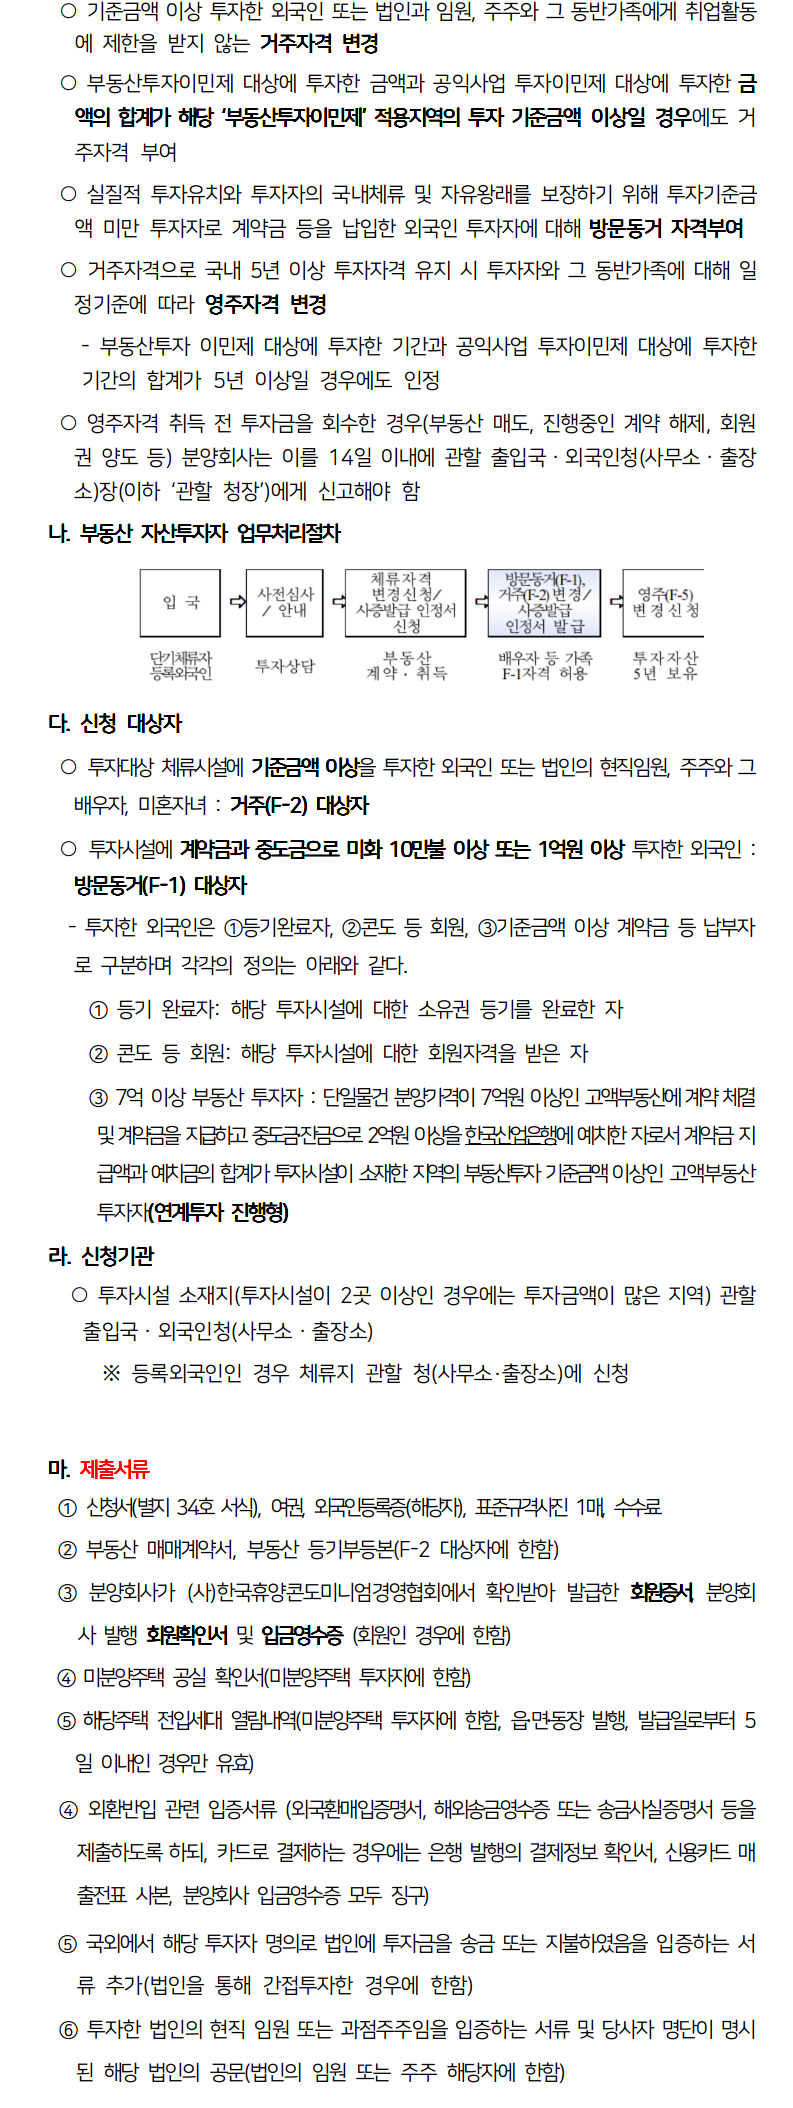 ○ 기준금액 이상 투자한 외국인 또는 법인과 임원, 주주와 그 동반가족에게 취업활동
에 제한을 받지 않는 거주자격 변경
○ 부동산투자이민제 대상에 투자한 금액과 공익사업 투자이민제 대상에 투자한 금
액의 합계가 해당 ‘부동산투자이민제’ 적용지역의 투자 기준금액 이상일 경우에도 거
주자격 부여
○ 실질적 투자유치와 투자자의 국내체류 및 자유왕래를 보장하기 위해 투자기준금
액 미만 투자자로 계약금 등을 납입한 외국인 투자자에 대해 방문동거 자격부여
○ 거주자격으로 국내 5년 이상 투자자격 유지 시 투자자와 그 동반가족에 대해 일
정기준에 따라 영주자격 변경
- 부동산투자 이민제 대상에 투자한 기간과 공익사업 투자이민제 대상에 투자한
기간의 합계가 5년 이상일 경우에도 인정
○ 영주자격 취득 전 투자금을 회수한 경우(부동산 매도, 진행중인 계약 해제, 회원
권 양도 등) 분양회사는 이를 14일 이내에 관할 출입국·외국인청(사무소·출장
소)장(이하 ‘관할 청장’)에게 신고해야 함
나. 부동산 자산투자자 업무처리절차
입 국 ⇨ 사전심사 / 안내 ⇨ 체류자격 변경신청/ 사증발급 인정서 신청 ⇨ 방문동거(F-1), 거주(F-2) 변경/ 사증발급 인정서 발급 ⇨ 영주(F-5) 변경신청
단기체류자 등록외국인 투자상담 부동산 계약·취득 배우자 등 가족 F-1자격 허용 투자자산 5년 보유
다. 신청 대상자
○ 투자대상 체류시설에 기준금액 이상을 투자한 외국인 또는 법인의 현직임원, 주주와 그
배우자, 미혼자녀 : 거주(F-2) 대상자
○ 투자시설에 계약금과 중도금으로 미화 10만불 이상 또는 1억원 이상 투자한 외국인 :
방문동거(F-1) 대상자
- 투자한 외국인은 ①등기완료자, ②콘도 등 회원, ③기준금액 이상 계약금 등 납부자
로 구분하며 각각의 정의는 아래와 같다.
① 등기 완료자: 해당 투자시설에 대한 소유권 등기를 완료한 자
② 콘도 등 회원: 해당 투자시설에 대한 회원자격을 받은 자
③ 7억 이상 부동산 투자자 : 단일물건 분양가격이 7억원 이상인 고액부동산에 계약 체결
및 계약금을 지급하고 중도금·잔금으로 2억원 이상을 한국산업은행에 예치한 자로서 계약금 지
급액과 예치금의 합계가 투자시설이 소재한 지역의 부동산투자 기준금액 이상인 고액부동산
투자자(연계투자 진행형)
라. 신청기관
○ 투자시설 소재지(투자시설이 2곳 이상인 경우에는 투자금액이 많은 지역) 관할
출입국·외국인청(사무소·출장소)
※ 등록외국인인 경우 체류지 관할 청(사무소·출장소)에 신청
마. 제출서류
① 신청서(별지 34호 서식), 여권, 외국인등록증(해당자), 표준규격사진 1매, 수수료
② 부동산 매매계약서, 부동산 등기부등본(F-2 대상자에 한함)
③ 분양회사가 (사)한국휴양콘도미니엄경영협회에서 확인받아 발급한 회원증서, 분양회
사 발행 회원확인서 및 입금영수증 (회원인 경우에 한함)
④ 미분양주택 공실 확인서(미분양주택 투자자에 한함)
⑤ 해당주택 전입세대 열람내역(미분양주택 투자자에 한함, 읍·면·동장 발행, 발급일로부터 5
일 이내인 경우만 유효)
④ 외환반입 관련 입증서류 (외국환매입증명서, 해외송금영수증 또는 송금사실증명서 등을
제출하도록 하되, 카드로 결제하는 경우에는 은행 발행의 결제정보 확인서, 신용카드 매
출전표 사본, 분양회사 입금영수증 모두 징구)
⑤ 국외에서 해당 투자자 명의로 법인에 투자금을 송금 또는 지불하였음을 입증하는 서
류 추가(법인을 통해 간접투자한 경우에 한함)
⑥ 투자한 법인의 현직 임원 또는 과점주주임을 입증하는 서류 및 당사자 명단이 명시
된 해당 법인의 공문(법인의 임원 또는 주주 해당자에 한함)